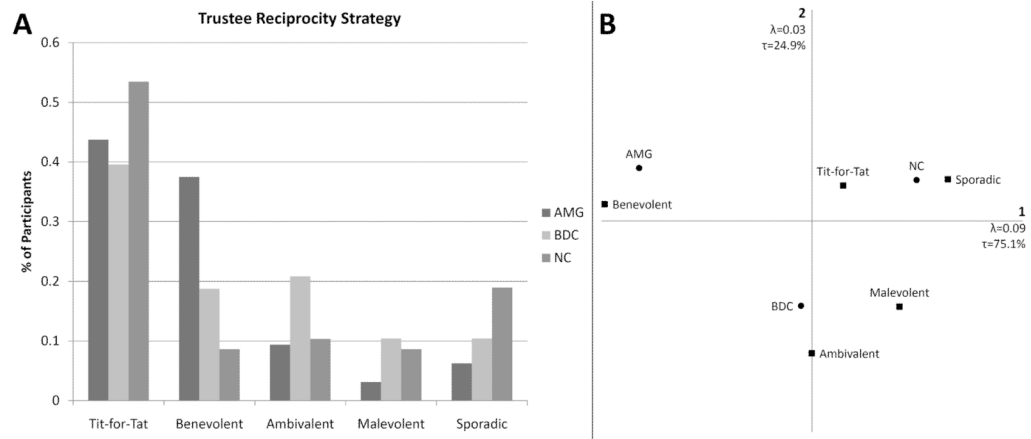 A
Trustee Reciprocity Strategy
% of Participants
0.6
0.5
0.4
0.3
0.2
0.1
0
Tit-for-Tat Benevolent Ambivalent Malevolent Sporadic
AMG
BDC
NC
B
2
λ=0.03
τ=24.9%
AMG
Benevolent
Tit-for-Tat
NC
Sporadic
1
λ=0.09
τ=75.1%
BDC
Malevolent
Ambivalent